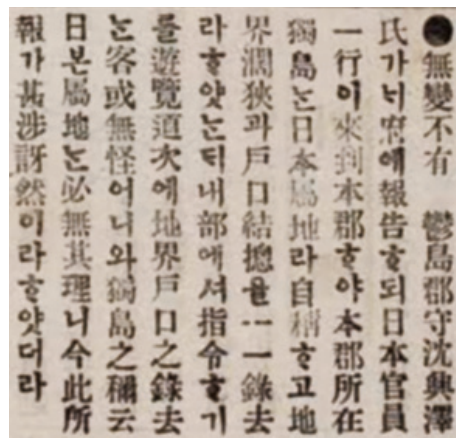 ●無變不有 鬱島郡守沈興澤
氏가ᄂᆡ府에報告ᄒᆞ되日本官員
一行이來到本郡ᄒᆞ야本郡所在
獨島ᄂᆞᆫ日本屬地라自稱ᄒᆞ고地
界濶狹과戶口結摠을一一錄去
라ᄒᆞ얏ᄂᆞᆫᄃᆡ내部에셔指令ᄒᆞ기
를遊覽道次에地界戶口之錄去
ᄂᆞᆫ客或無怪어니와獨島之稱云
日본屬地ᄂᆞᆫ必無其理니今此所
報가甚涉訝然이라ᄒᆞ얏더라